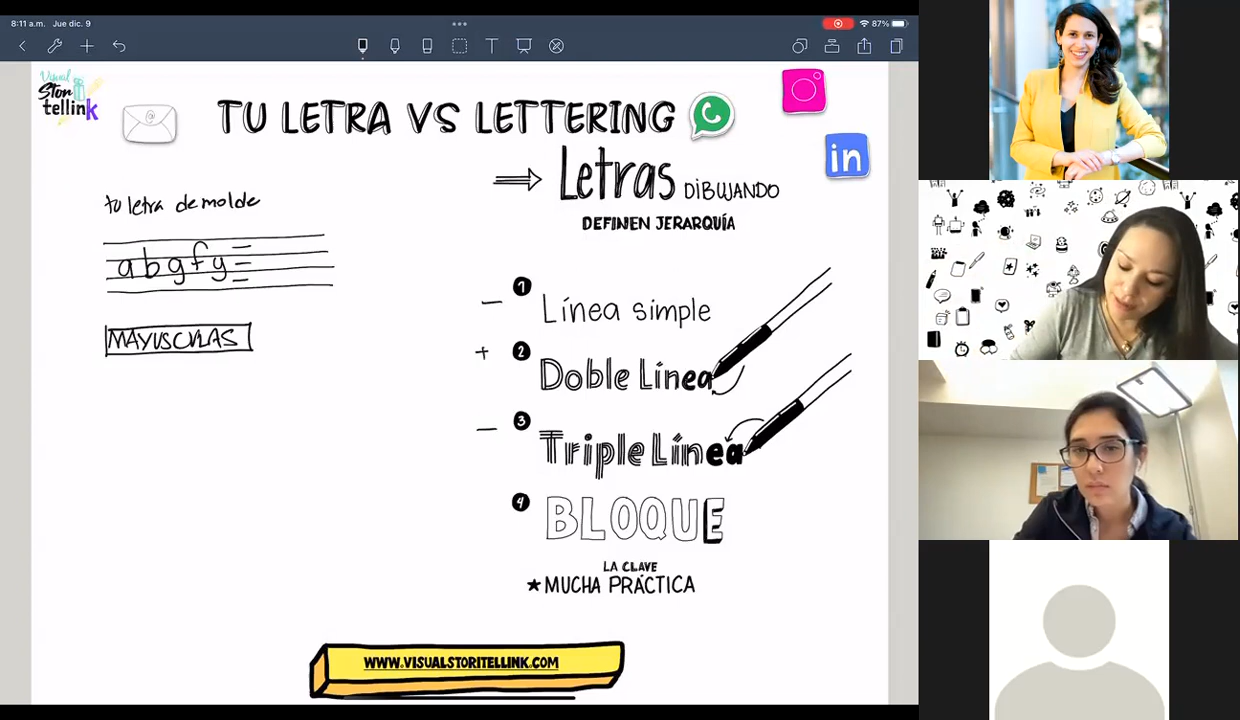 8:11 a.m. Jue dic. 9
87%
Visual
Stor
tellink
@
TU LETRA VS LETTERING
in
Letras DIBUJANDO
DEFINEN JERARQUÍA
tu letra de molde
a b g f y
MAYUSCULAS
1
Línea simple
2
Doble Línea
3
Triple Línea
4
BLOQUE
LA CLAVE
★ MUCHA PRÁCTICA
WWW.VISUALSTORITELLINK.COM